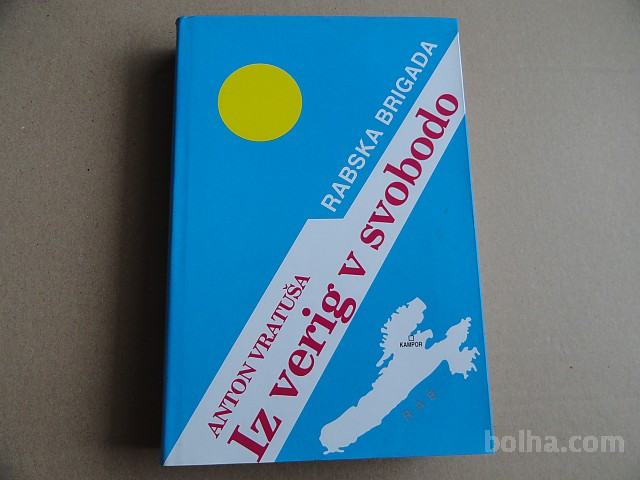 RABSKA BRIGADA
ANTON VRATUŠA
Iz verig v svobodo
KAMPOR
RAB
bolha.com